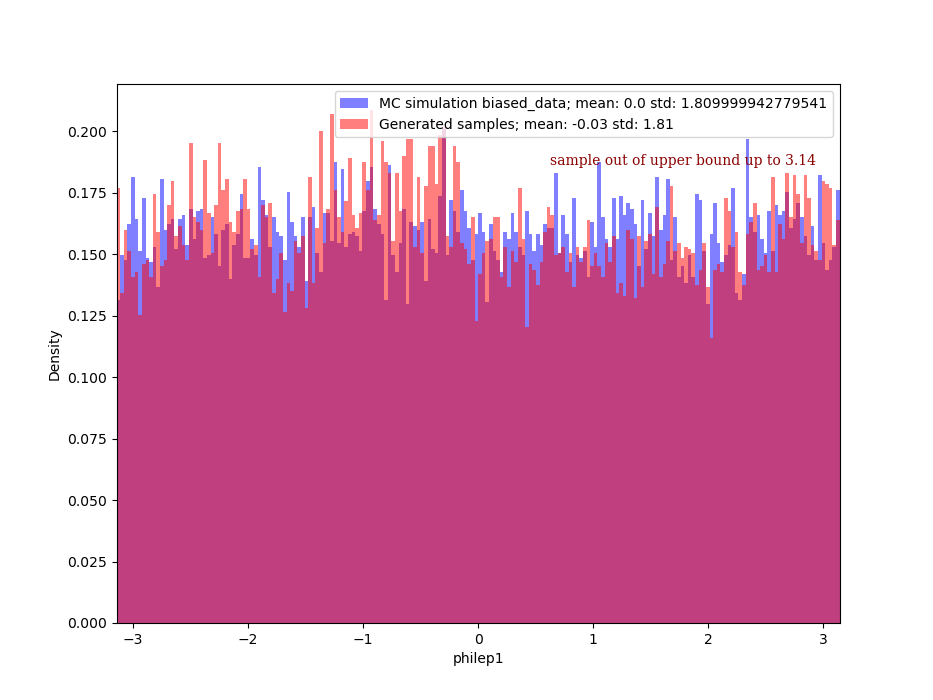 MC simulation biased_data; mean: 0.0 std: 1.809999942779541
Generated samples; mean: -0.03 std: 1.81
sample out of upper bound up to 3.14
0.200
0.175
0.150
0.125
0.100
0.075
0.050
0.025
0.000
Density
−3 −2 −1 0 1 2 3
philep1